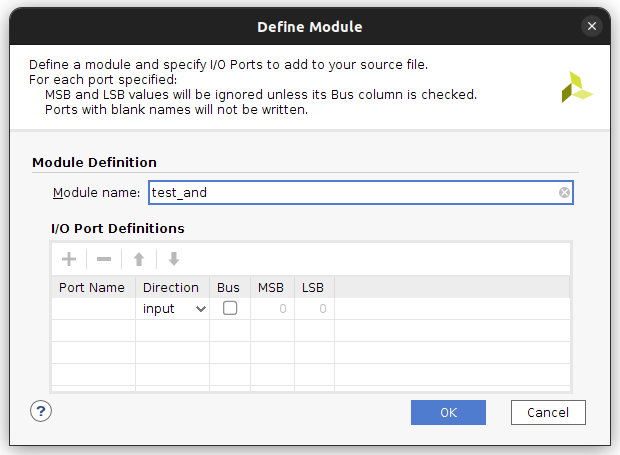 Define Module
Define a module and specify I/O Ports to add to your source file.
For each port specified:
MSB and LSB values will be ignored unless its Bus column is checked.
Ports with blank names will not be written.
Module Definition
Module name: test_and
I/O Port Definitions
Port Name Direction Bus MSB LSB
input 0 0
? OK Cancel